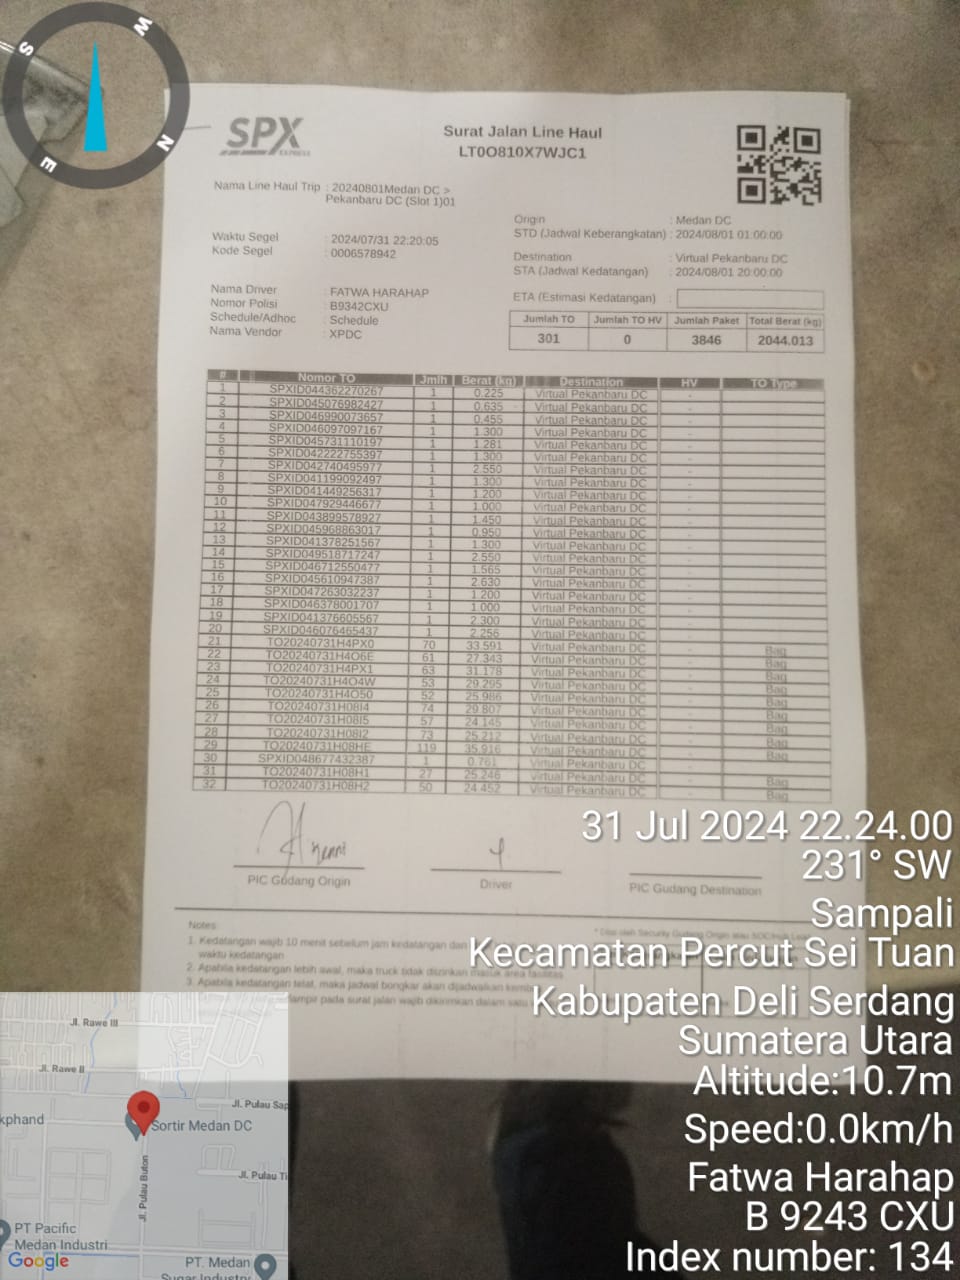 W
S
N
E
SPX
EXPRESS
Surat Jalan Line Haul
LT0O810X7WJC1
Nama Line Haul Trip : 20240801Medan DC >
Pekanbaru DC (Slot 1)01
Origin : Medan DC
STD (Jadwal Keberangkatan) : 2024/08/01 01:00:00
Waktu Segel : 2024/07/31 22:20:05
Kode Segel : 0006578942
Destination : Virtual Pekanbaru DC
STA (Jadwal Kedatangan) : 2024/08/01 20:00:00
Nama Driver : FATWA HARAHAP
Nomor Polisi : B9342CXU
Schedule/Adhoc : Schedule
Nama Vendor : XPDC
ETA (Estimasi Kedatangan) :
Jumlah TO Jumlah TO HV Jumlah Paket Total Berat (kg)
301 0 3846 2044.013
# Nomor TO Jmlh Berat (kg) Destination HV TO Type
1 SPXID044362270267 1 0.225 Virtual Pekanbaru DC -
2 SPXID045076982427 1 0.635 Virtual Pekanbaru DC -
3 SPXID046990073657 1 0.455 Virtual Pekanbaru DC -
4 SPXID046097097167 1 1.300 Virtual Pekanbaru DC -
5 SPXID045731110197 1 1.281 Virtual Pekanbaru DC -
6 SPXID042222755397 1 1.300 Virtual Pekanbaru DC -
7 SPXID042740495977 1 2.550 Virtual Pekanbaru DC -
8 SPXID041199092497 1 1.300 Virtual Pekanbaru DC -
9 SPXID041449256317 1 1.200 Virtual Pekanbaru DC -
10 SPXID047929446677 1 1.000 Virtual Pekanbaru DC -
11 SPXID043899578927 1 1.450 Virtual Pekanbaru DC -
12 SPXID045968863017 1 0.950 Virtual Pekanbaru DC -
13 SPXID041378251567 1 1.300 Virtual Pekanbaru DC -
14 SPXID049518717247 1 2.550 Virtual Pekanbaru DC -
15 SPXID046712550477 1 1.565 Virtual Pekanbaru DC -
16 SPXID045610947387 1 2.630 Virtual Pekanbaru DC -
17 SPXID047263032237 1 1.200 Virtual Pekanbaru DC -
18 SPXID046378001707 1 1.000 Virtual Pekanbaru DC -
19 SPXID041376605567 1 2.300 Virtual Pekanbaru DC -
20 SPXID046076465437 1 2.256 Virtual Pekanbaru DC -
21 TO20240731H4PX0 70 33.591 Virtual Pekanbaru DC - Bag
22 TO20240731H4O6E 61 27.343 Virtual Pekanbaru DC - Bag
23 TO20240731H4PX1 63 31.178 Virtual Pekanbaru DC - Bag
24 TO20240731H4O4W 53 29.295 Virtual Pekanbaru DC - Bag
25 TO20240731H4O50 52 25.986 Virtual Pekanbaru DC - Bag
26 TO20240731H08I4 74 29.807 Virtual Pekanbaru DC - Bag
27 TO20240731H08I5 57 24.145 Virtual Pekanbaru DC - Bag
28 TO20240731H08I2 73 25.212 Virtual Pekanbaru DC - Bag
29 TO20240731H08HE 119 35.916 Virtual Pekanbaru DC - Bag
30 SPXID048677432387 1 0.761 Virtual Pekanbaru DC -
31 TO20240731H08H1 27 25.246 Virtual Pekanbaru DC - Bag
32 TO20240731H08H2 50 24.452 Virtual Pekanbaru DC - Bag
PIC Gudang Origin
Driver
PIC Gudang Destination
Notes:
1. Kedatangan wajib 10 menit sebelum jam kedatangan dan
waktu kedatangan
2. Apabila kedatangan lebih awal, maka truck tidak diizinkan masuk area fasilitas
3. Apabila kedatangan telat, maka jadwal bongkar akan dijadwalkan
pada surat jalan wajib dikirimkan dalam satu
31 Jul 2024 22.24.00
231° SW
Sampali
Kecamatan Percut Sei Tuan
Kabupaten Deli Serdang
Sumatera Utara
Altitude:10.7m
Speed:0.0km/h
Fatwa Harahap
B 9243 CXU
Index number: 134
Jl. Rawe III
Jl. Rawe II
Jl. Pulau Sap
kphand
Sortir Medan DC
Jl. Pulau Buton
Jl. Pulau Ti
PT Pacific
Medan Industri
Google
PT. Medan
Sugar Industry